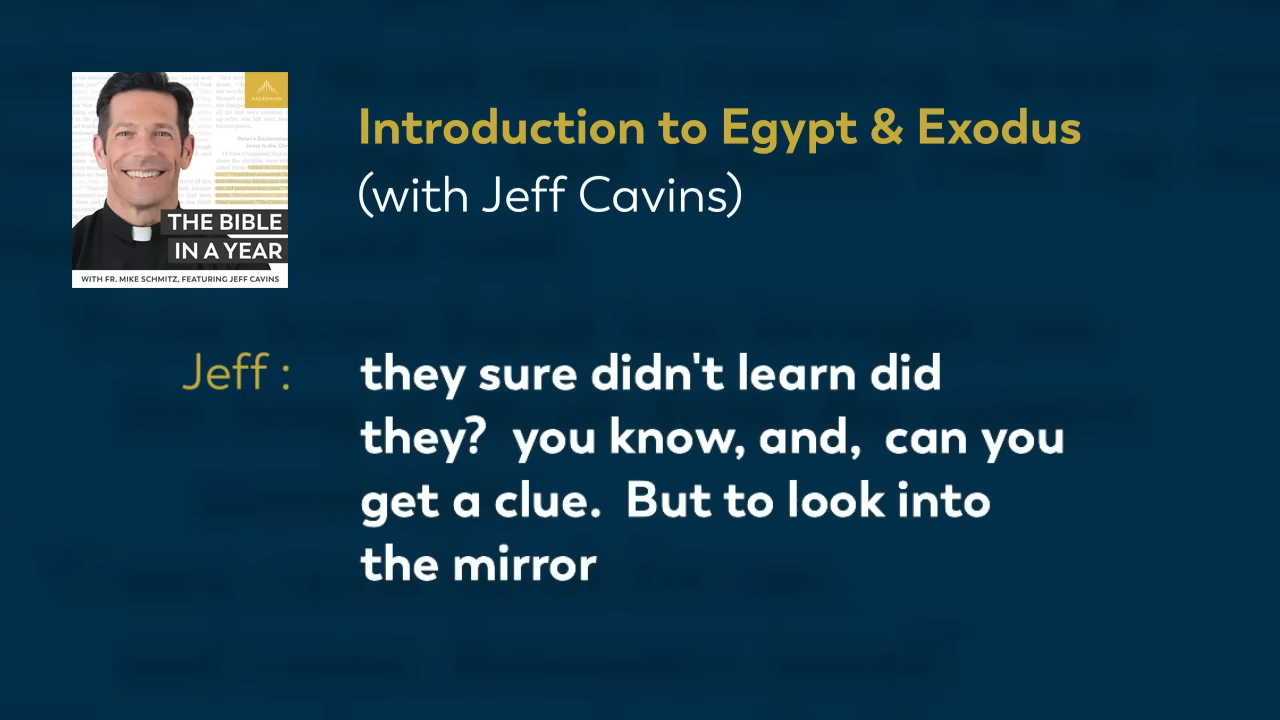 Introduction to Egypt & Exodus
(with Jeff Cavins)
THE BIBLE
IN A YEAR
WITH FR. MIKE SCHMITZ, FEATURING JEFF CAVINS
Jeff : they sure didn't learn did
they? you know, and, can you
get a clue. But to look into
the mirror